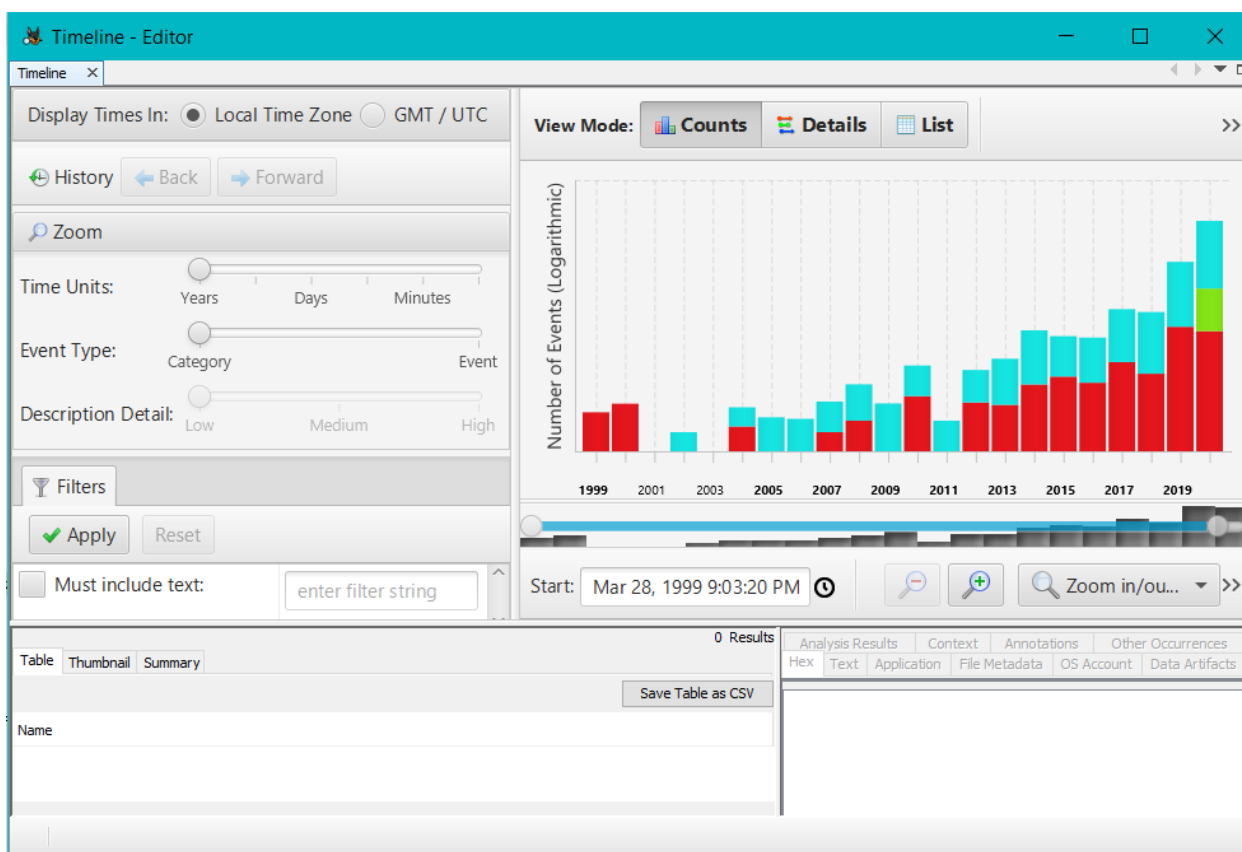 Timeline - Editor
Timeline
Display Times In: Local Time Zone GMT / UTC
History Back Forward
Zoom
Time Units:
Years Days Minutes
Event Type:
Category Event
Description Detail:
Low Medium High
Filters
Apply Reset
Must include text: enter filter string
View Mode: Counts Details List >>
Number of Events (Logarithmic)
1999 2001 2003 2005 2007 2009 2011 2013 2015 2017 2019
Start: Mar 28, 1999 9:03:20 PM Zoom in/ou... >>
0 Results
Table Thumbnail Summary
Save Table as CSV
Name
Analysis Results Context Annotations Other Occurrences
Hex Text Application File Metadata OS Account Data Artifacts